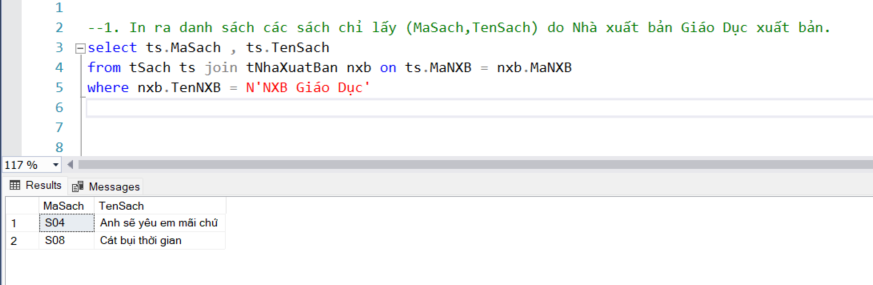 1
2 --1. In ra danh sách các sách chỉ lấy (MaSach,TenSach) do Nhà xuất bản Giáo Dục xuất bản.
3 select ts.MaSach , ts.TenSach
4 from tSach ts join tNhaXuatBan nxb on ts.MaNXB = nxb.MaNXB
5 where nxb.TenNXB = N'NXB Giáo Dục'
6
7
8
117 %
Results Messages
MaSach TenSach
1 S04 Anh sẽ yêu em mãi chứ
2 S08 Cát bụi thời gian